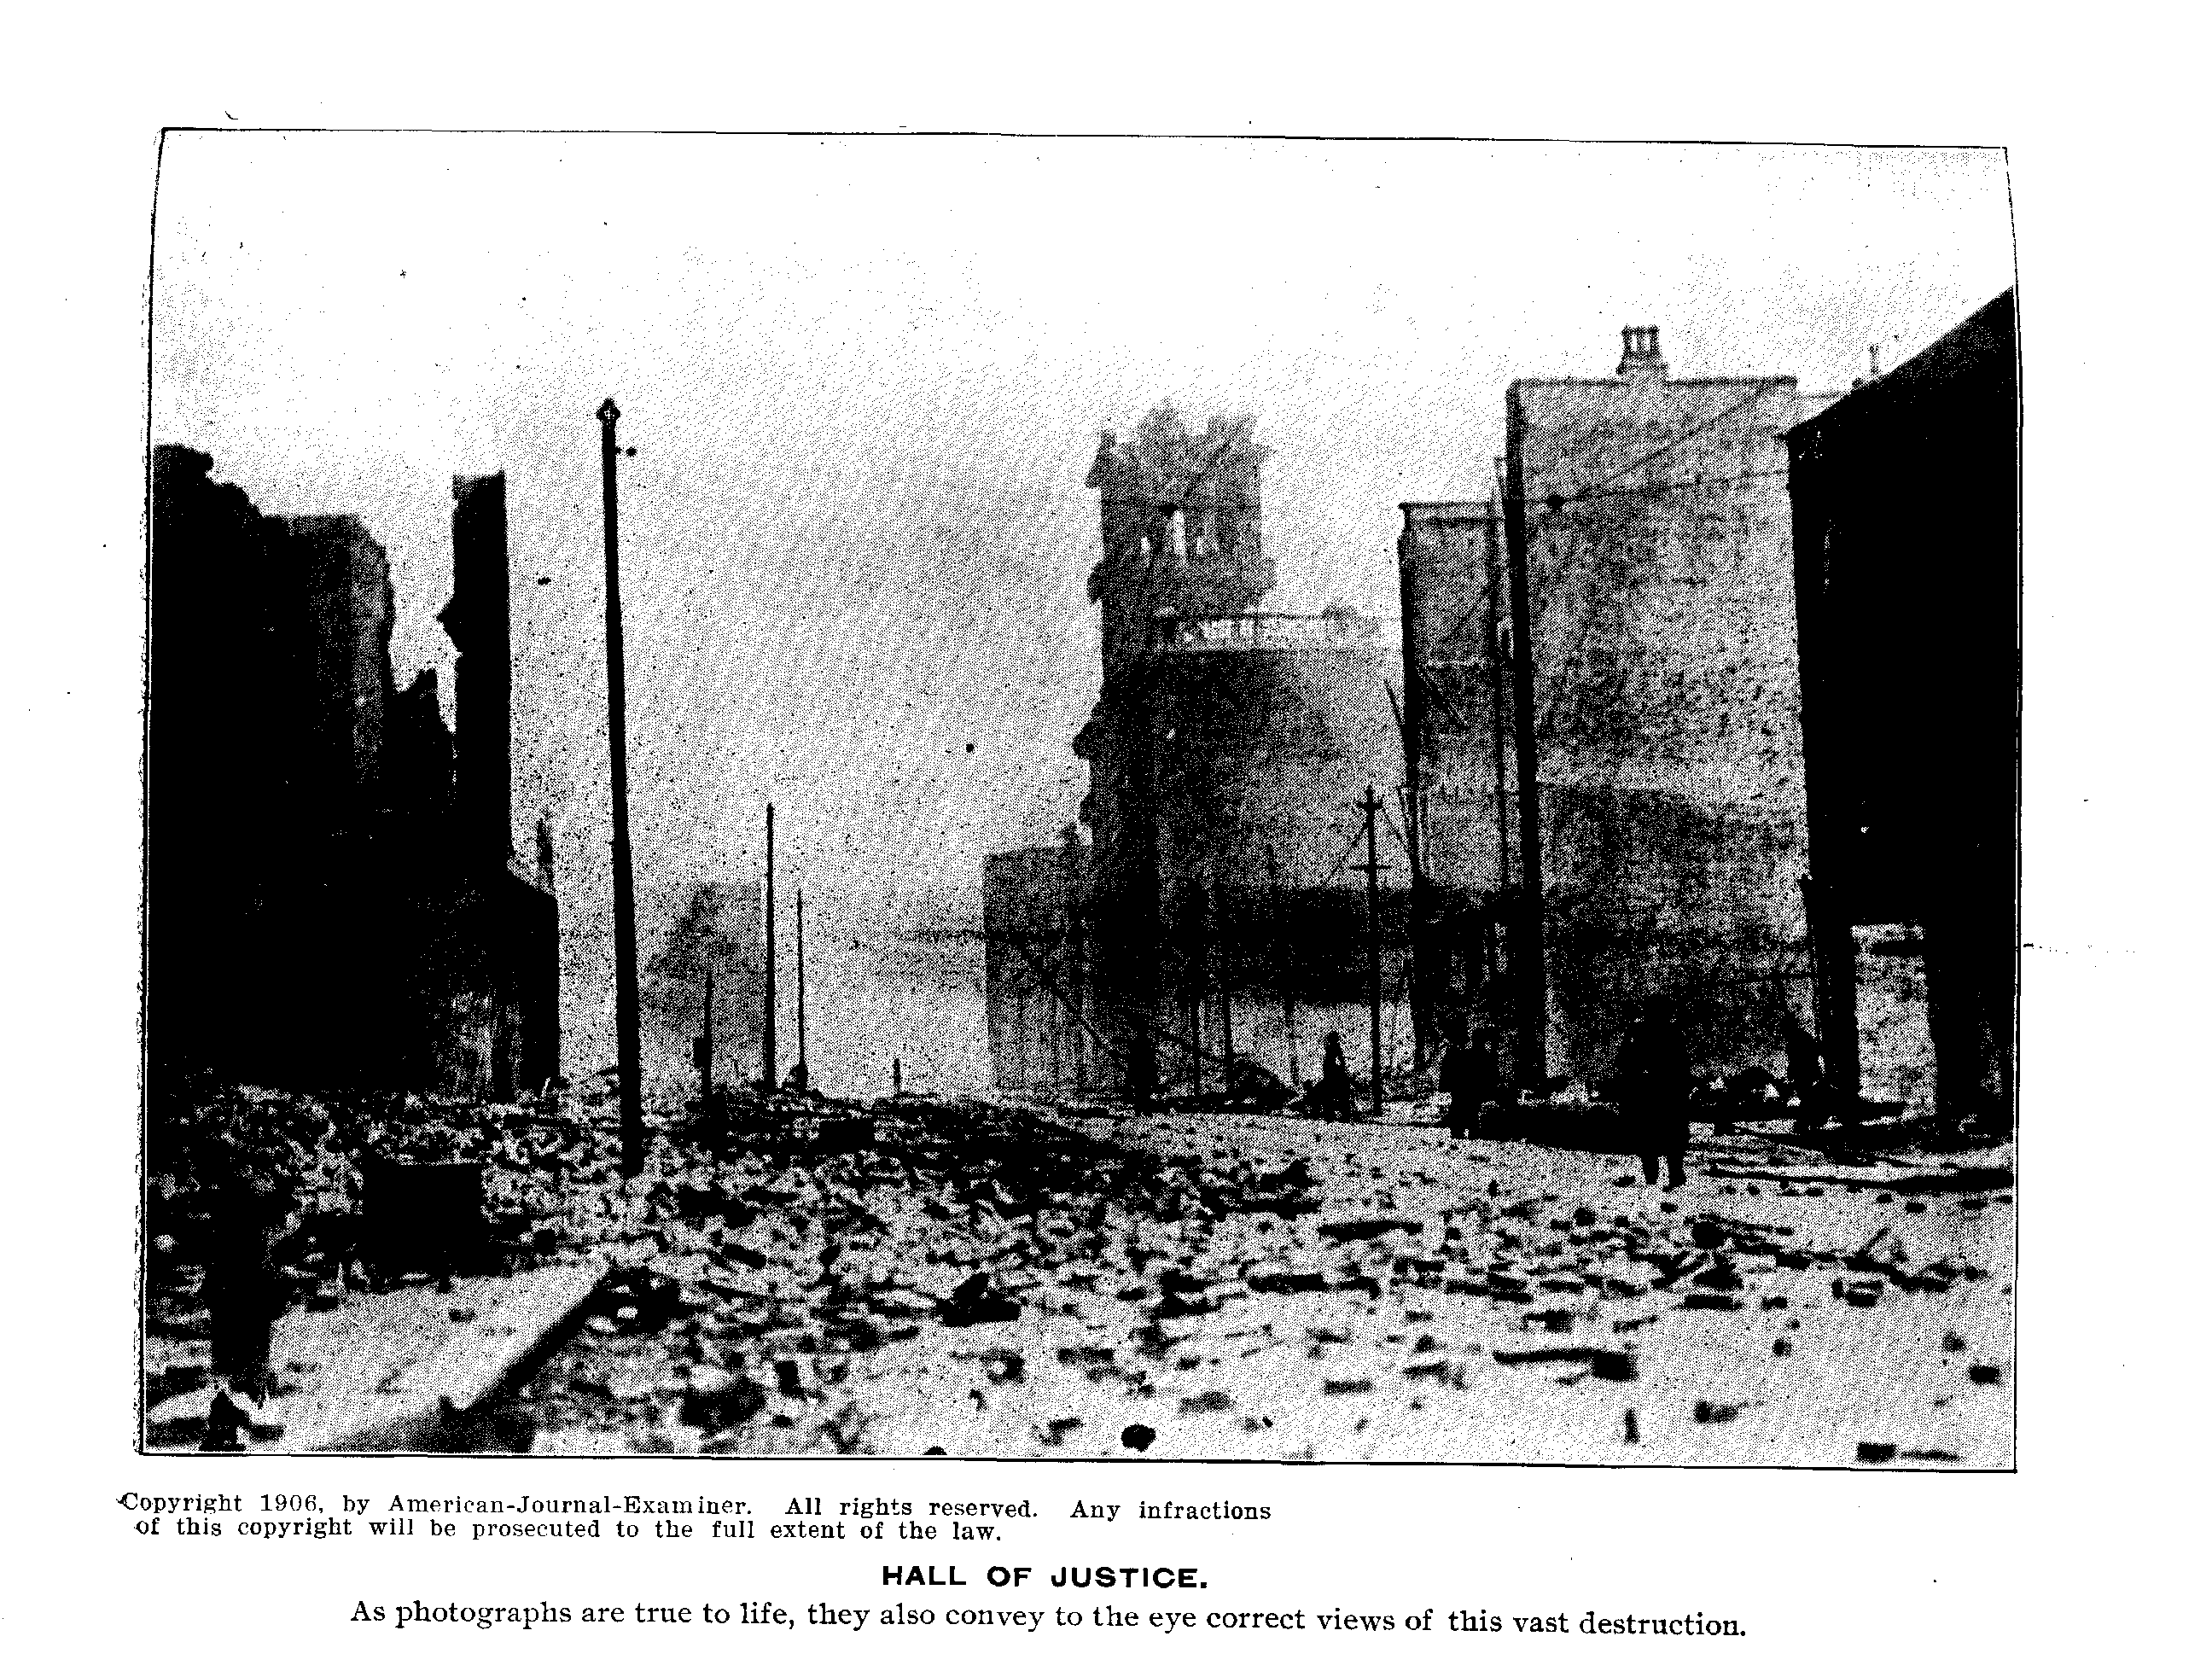 Copyright 1906, by American-Journal-Examiner. All rights reserved. Any infractions
of this copyright will be prosecuted to the full extent of the law.
HALL OF JUSTICE.
As photographs are true to life, they also convey to the eye correct views of this vast destruction.